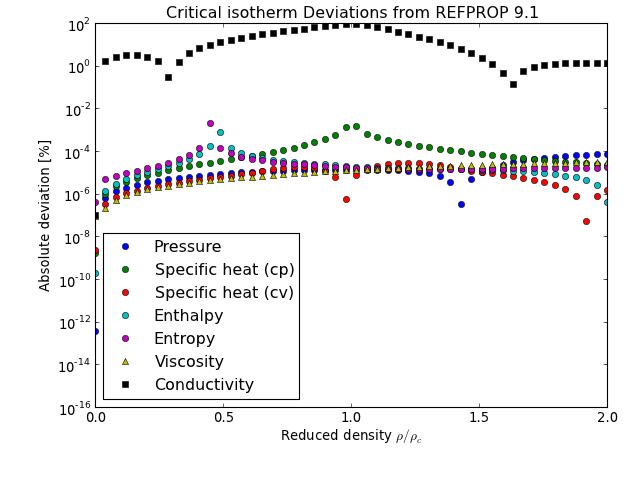 Critical isotherm Deviations from REFPROP 9.1
Absolute deviation [%]
10^2
10^0
10^-2
10^-4
10^-6
10^-8
10^-10
10^-12
10^-14
10^-16
Pressure
Specific heat (cp)
Specific heat (cv)
Enthalpy
Entropy
Viscosity
Conductivity
0.0 0.5 1.0 1.5 2.0
Reduced density ρ/ρ_c